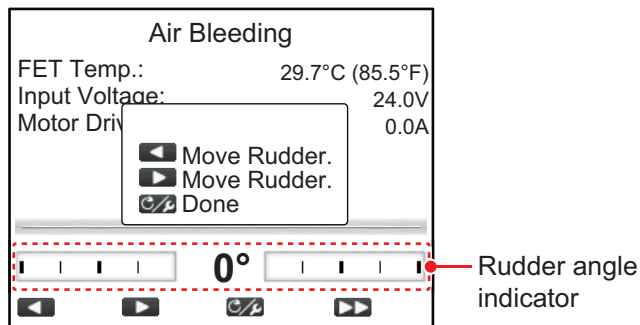 Air Bleeding
FET Temp.: 29.7°C (85.5°F)
Input Voltage: 24.0V
Motor Driv 0.0A
Move Rudder.
Move Rudder.
Done
0°
Rudder angle
indicator